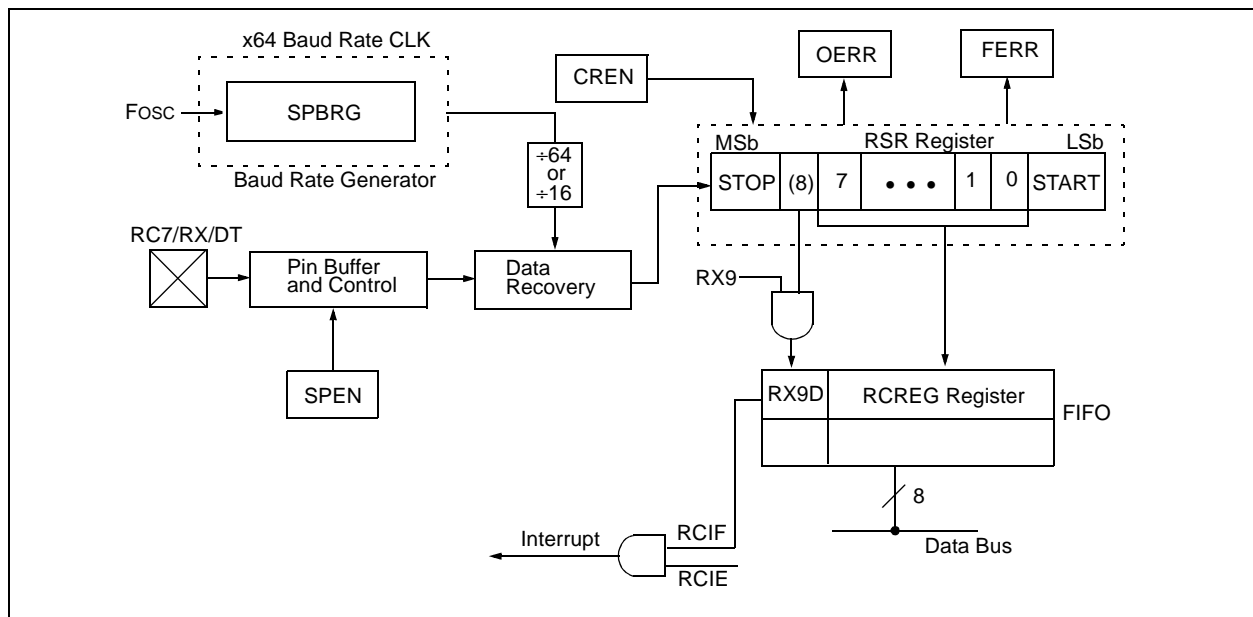 x64 Baud Rate CLK
FOSC
SPBRG
Baud Rate Generator
CREN
OERR
FERR
÷64
or
÷16
MSb
RSR Register
LSb
STOP
(8)
7
• • •
1
0
START
RC7/RX/DT
Pin Buffer
and Control
Data
Recovery
RX9
SPEN
RX9D
RCREG Register
FIFO
8
Data Bus
Interrupt
RCIF
RCIE